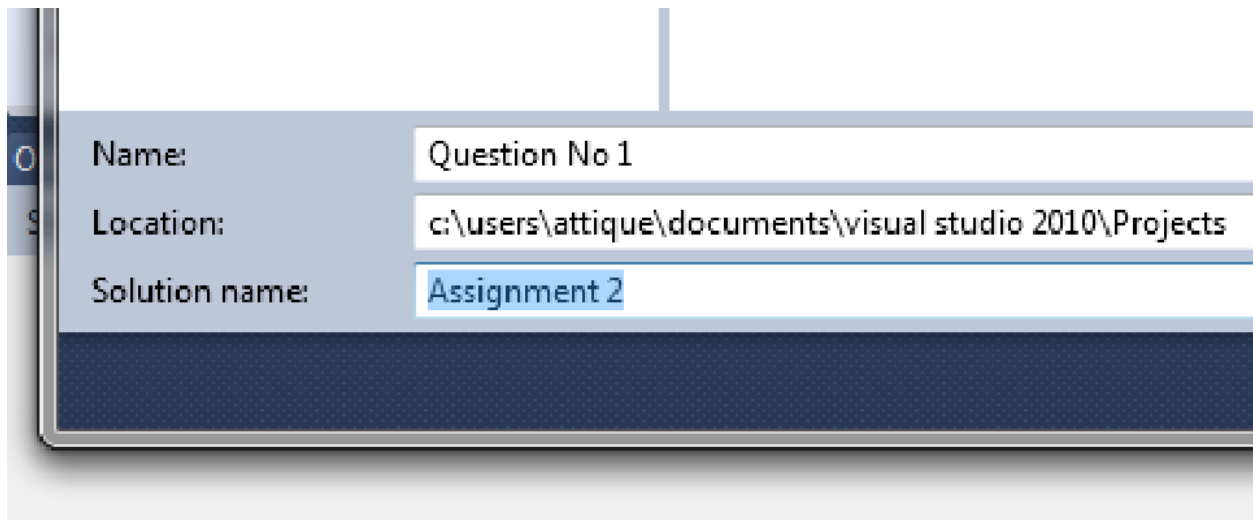 Name: Question No 1
Location: c:\users\attique\documents\visual studio 2010\Projects
Solution name: Assignment 2